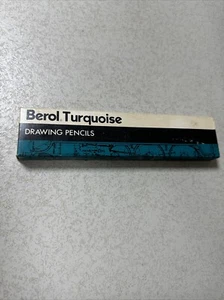 Berol Turquoise
DRAWING PENCILS